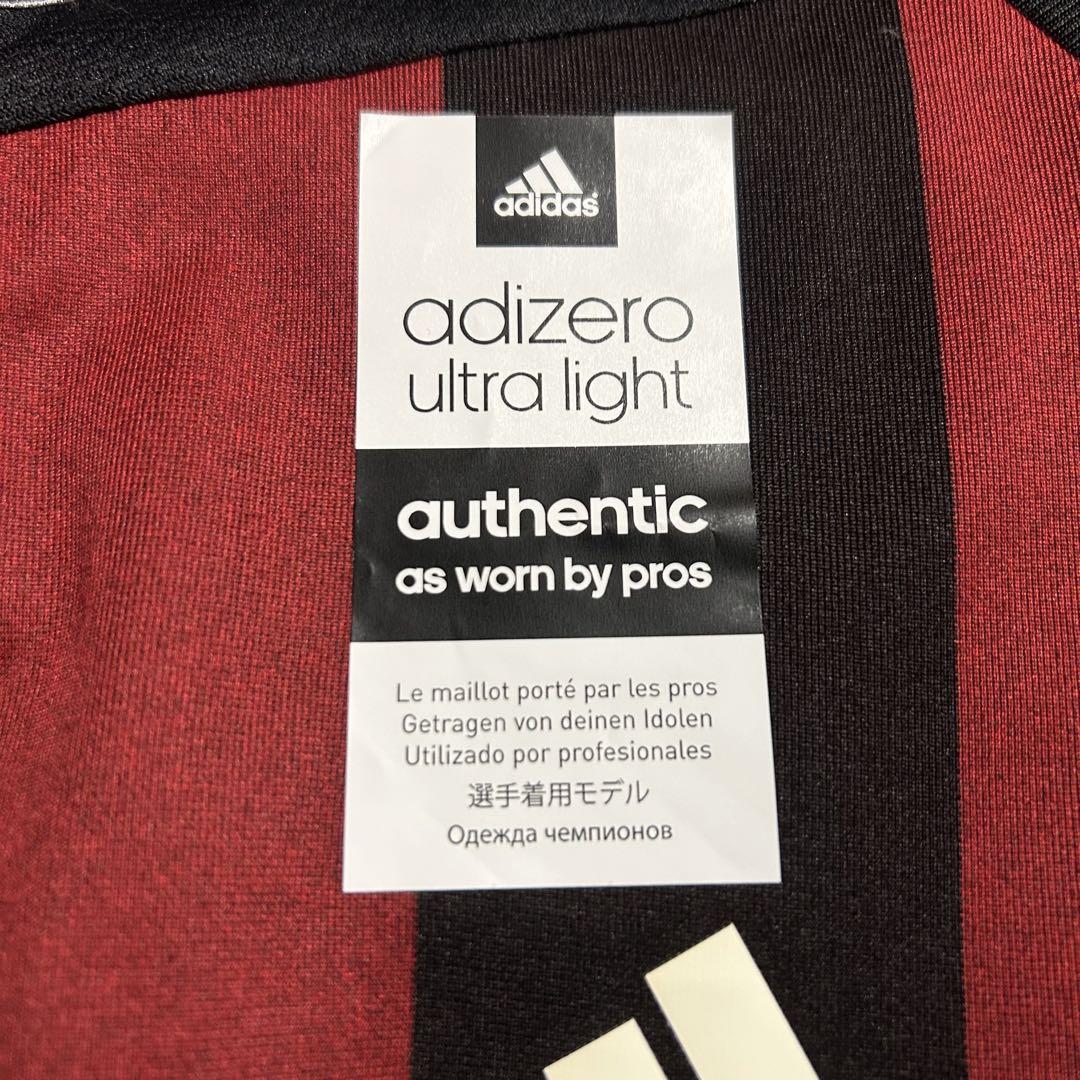 adidas
adizero
ultra light
authentic
as worn by pros
Le maillot porté par les pros
Getragen von deinen Idolen
Utilizado por profesionales
選手着用モデル
Одежда чемпионов